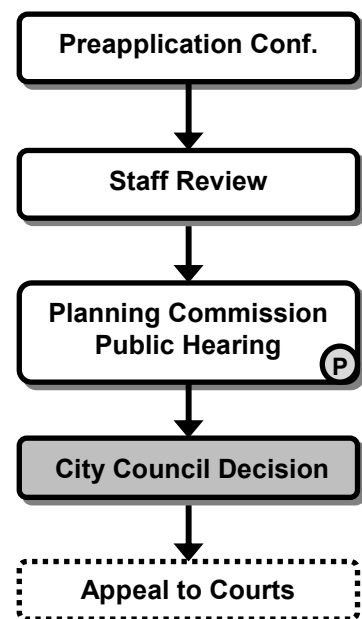 Preapplication Conf.
Staff Review
Planning Commission
Public Hearing
P
City Council Decision
Appeal to Courts